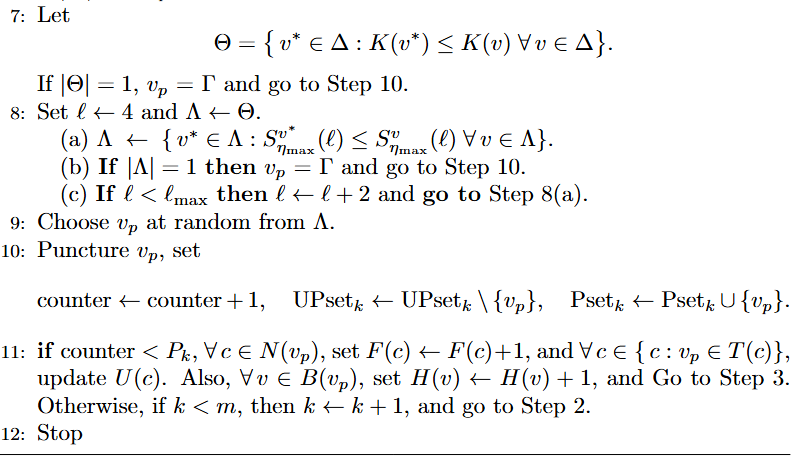 7: Let
Θ = { v* ∈ Δ : K(v*) ≤ K(v) ∀ v ∈ Δ}.
If |Θ| = 1, v_p = Γ and go to Step 10.
8: Set ℓ ← 4 and Λ ← Θ.
(a) Λ ← { v* ∈ Λ : S^{v*}_{η_max}(ℓ) ≤ S^{v}_{η_max}(ℓ) ∀ v ∈ Λ}.
(b) If |Λ| = 1 then v_p = Γ and go to Step 10.
(c) If ℓ < ℓ_max then ℓ ← ℓ + 2 and go to Step 8(a).
9: Choose v_p at random from Λ.
10: Puncture v_p, set
counter ← counter + 1, UPset_k ← UPset_k \ {v_p}, Pset_k ← Pset_k ∪ {v_p}.
11: if counter < P_k, ∀ c ∈ N(v_p), set F(c) ← F(c)+1, and ∀ c ∈ { c : v_p ∈ T(c)},
update U(c). Also, ∀ v ∈ B(v_p), set H(v) ← H(v) + 1, and Go to Step 3.
Otherwise, if k < m, then k ← k + 1, and go to Step 2.
12: Stop